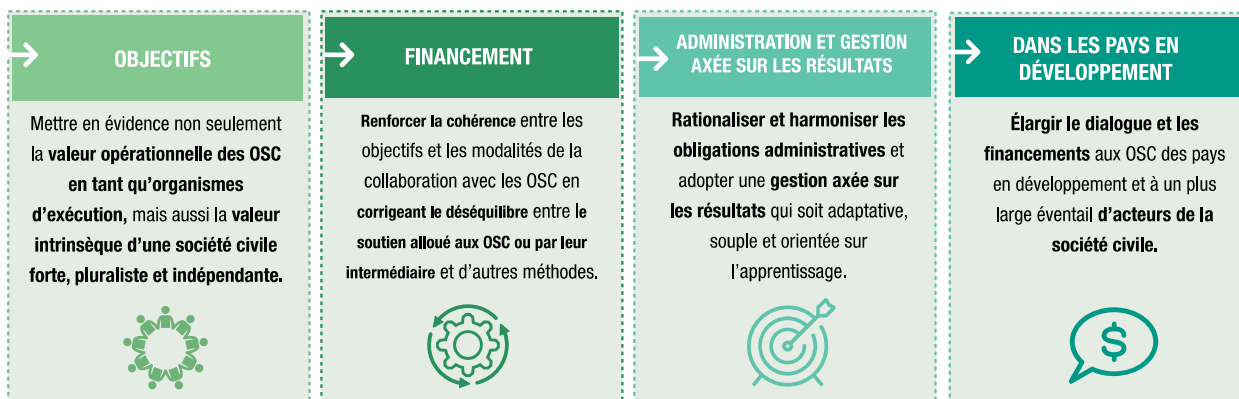 OBJECTIFS
Mettre en évidence non seulement
la valeur opérationnelle des OSC
en tant qu'organismes
d'exécution, mais aussi la valeur
intrinsèque d'une société civile
forte, pluraliste et indépendante.
FINANCEMENT
Renforcer la cohérence entre les
objectifs et les modalités de la
collaboration avec les OSC en
corrigeant le déséquilibre entre le
soutien alloué aux OSC ou par leur
intermédiaire et d'autres méthodes.
ADMINISTRATION ET GESTION
AXÉE SUR LES RÉSULTATS
Rationaliser et harmoniser les
obligations administratives et
adopter une gestion axée sur
les résultats qui soit adaptative,
souple et orientée sur
l'apprentissage.
DANS LES PAYS EN
DÉVELOPPEMENT
Élargir le dialogue et les
financements aux OSC des pays
en développement et à un plus
large éventail d'acteurs de la
société civile.
$